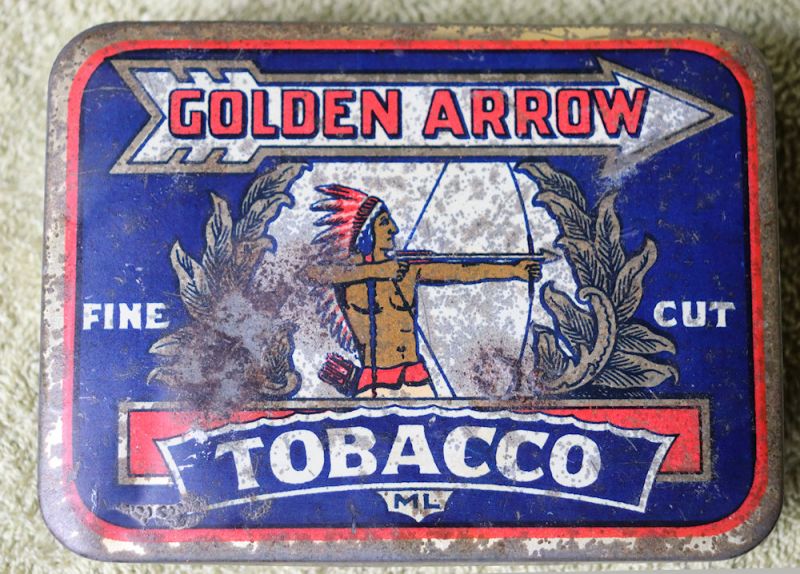 GOLDEN ARROW
FINE CUT
TOBACCO
ML